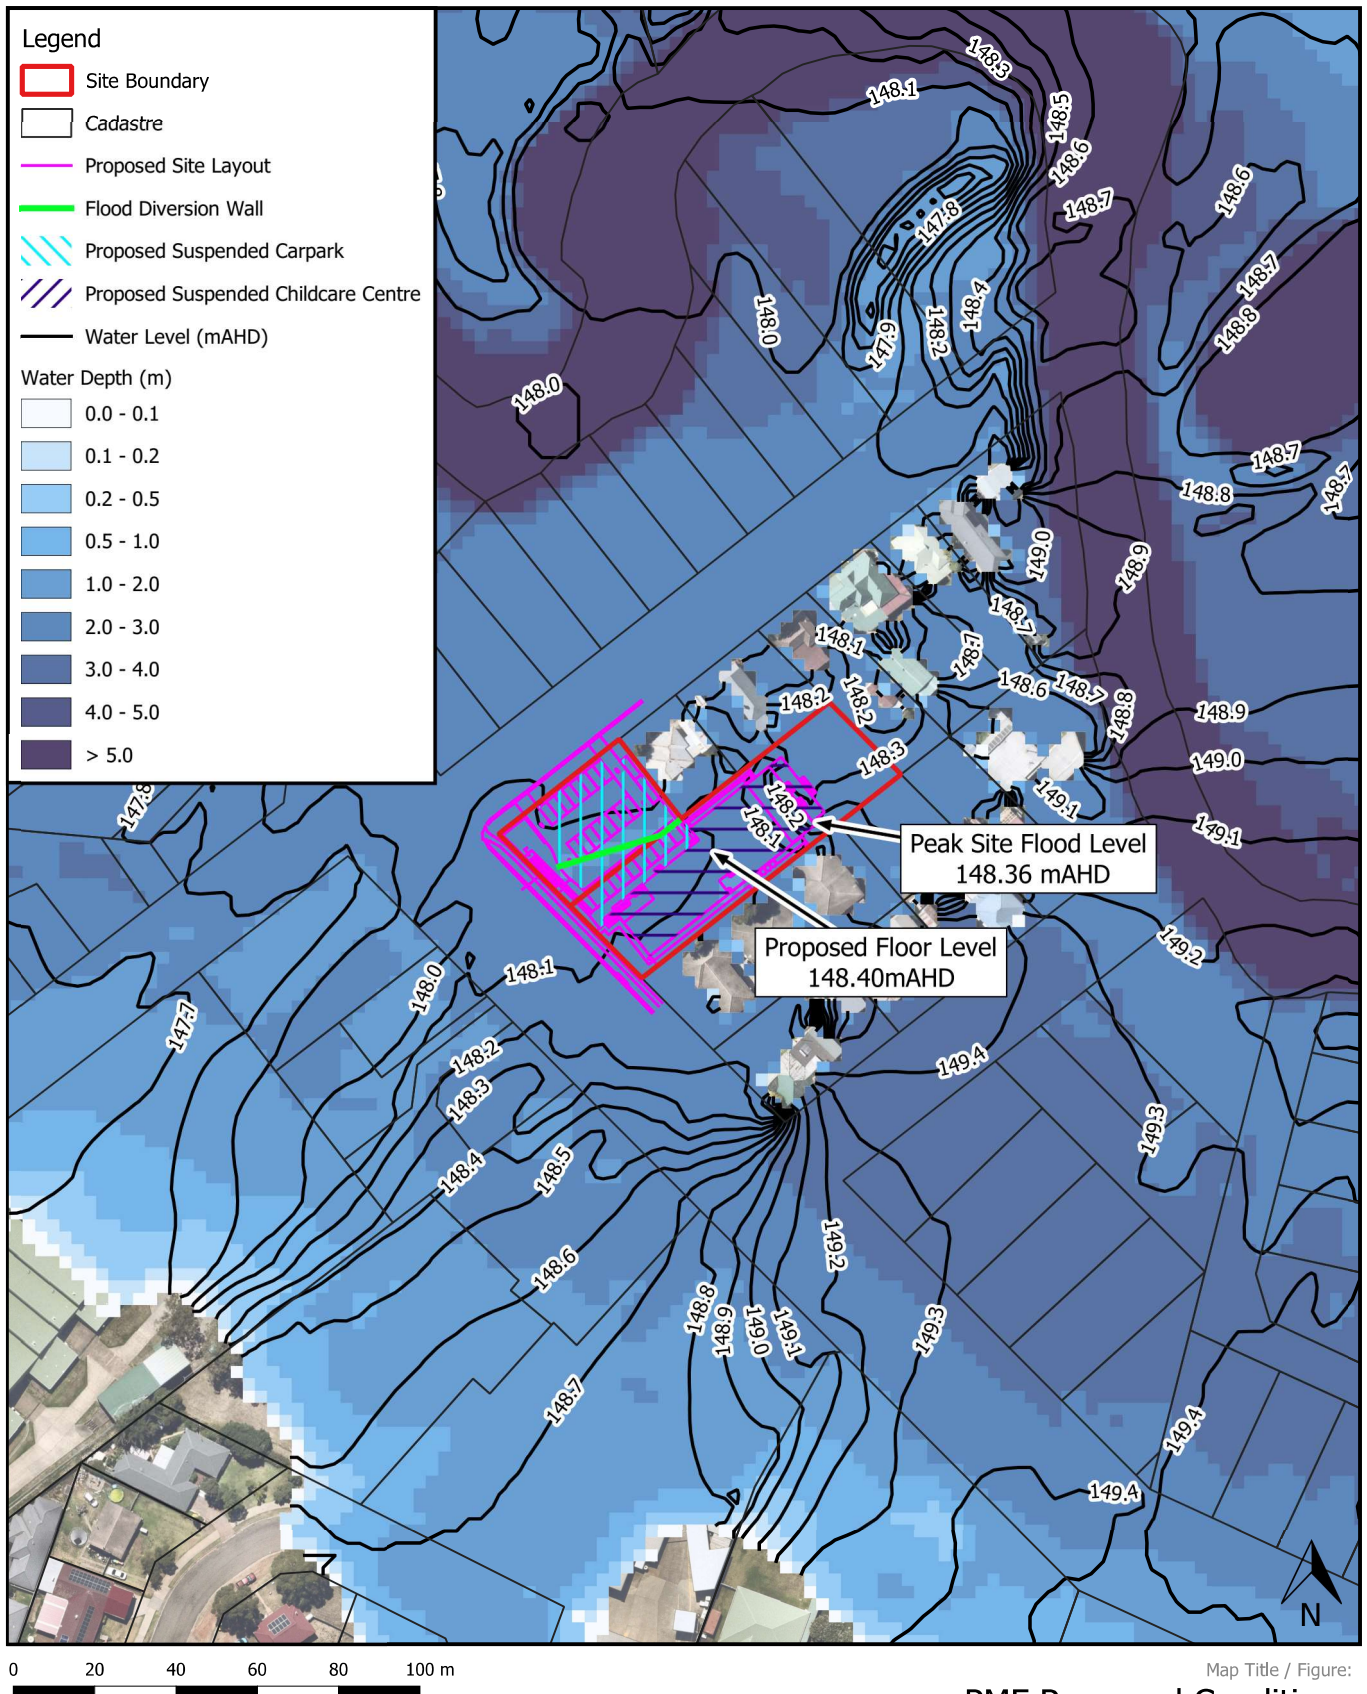 Legend
Site Boundary
Cadastre
Proposed Site Layout
Flood Diversion Wall
Proposed Suspended Carpark
Proposed Suspended Childcare Centre
Water Level (mAHD)
Water Depth (m)
0.0 - 0.1
0.1 - 0.2
0.2 - 0.5
0.5 - 1.0
1.0 - 2.0
2.0 - 3.0
3.0 - 4.0
4.0 - 5.0
> 5.0
148.3
148.1
148.5
148.6
148.7
148.6
147.8
148.7
148.8
148.0
147.9
148.2
148.4
148.0
148.7
148.8
148.7
149.0
148.9
148.7
148.1
148.7
148.6
148.7
148.2
148.2
148.8
148.9
148.3
149.0
147.8
148.2
148.1
149.1
149.1
Peak Site Flood Level
148.36 mAHD
Proposed Floor Level
148.40mAHD
149.2
148.1
148.0
147.7
148.2
149.4
148.3
149.3
148.4
148.5
149.2
148.6
148.8
148.9
149.0
149.1
149.3
148.7
149.4
149.4
N
0 20 40 60 80 100 m
Map Title / Figure: